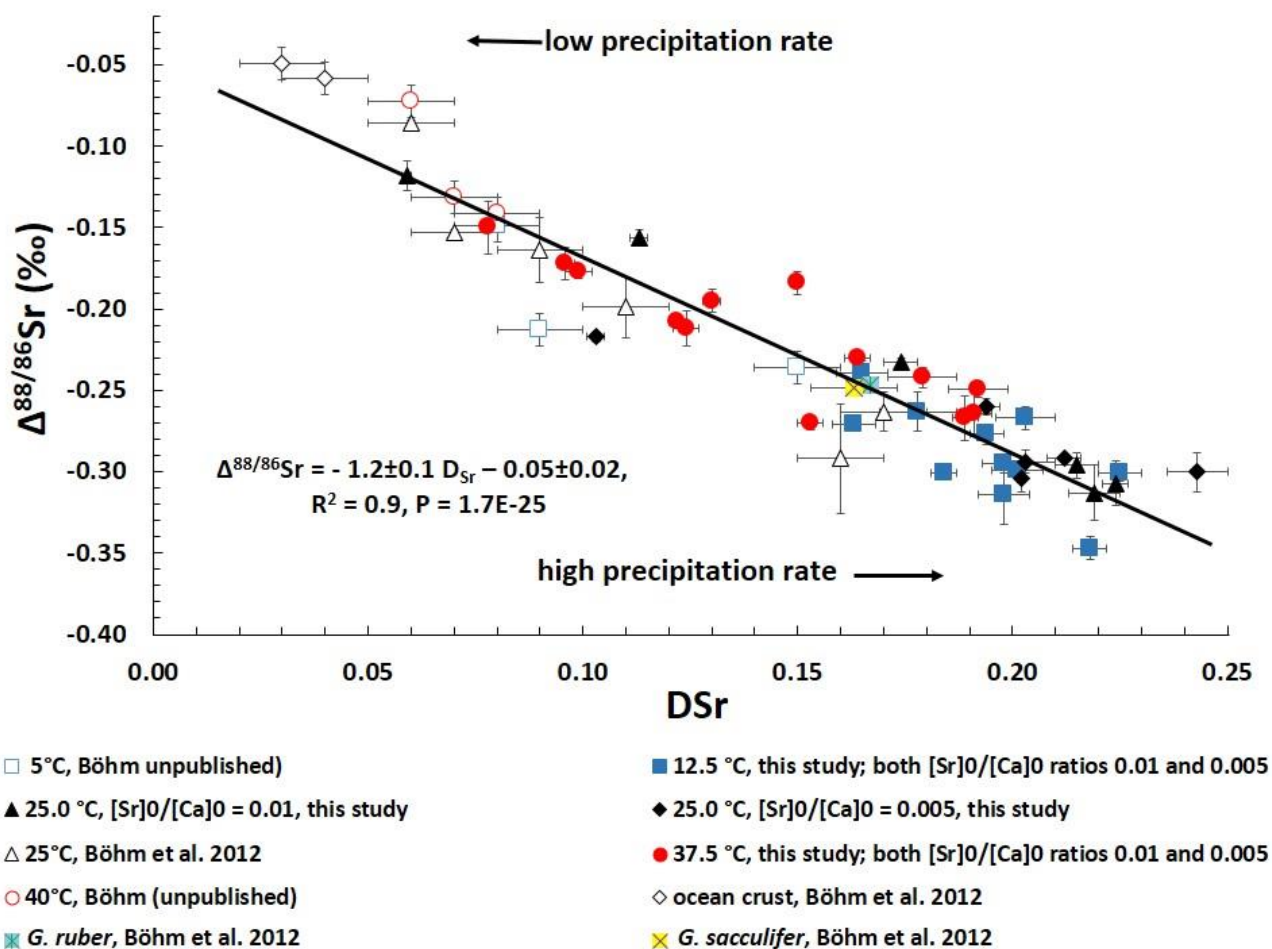 low precipitation rate
-0.05
-0.10
-0.15
-0.20
-0.25
-0.30
-0.35
-0.40
Δ88/86Sr (‰)
Δ88/86Sr = - 1.2±0.1 DSr – 0.05±0.02,
R2 = 0.9, P = 1.7E-25
high precipitation rate
0.00 0.05 0.10 0.15 0.20 0.25
DSr
5°C, Böhm unpublished)
12.5 °C, this study; both [Sr]0/[Ca]0 ratios 0.01 and 0.005
25.0 °C, [Sr]0/[Ca]0 = 0.01, this study
25.0 °C, [Sr]0/[Ca]0 = 0.005, this study
25°C, Böhm et al. 2012
37.5 °C, this study; both [Sr]0/[Ca]0 ratios 0.01 and 0.005
40°C, Böhm (unpublished)
ocean crust, Böhm et al. 2012
G. ruber, Böhm et al. 2012
G. sacculifer, Böhm et al. 2012